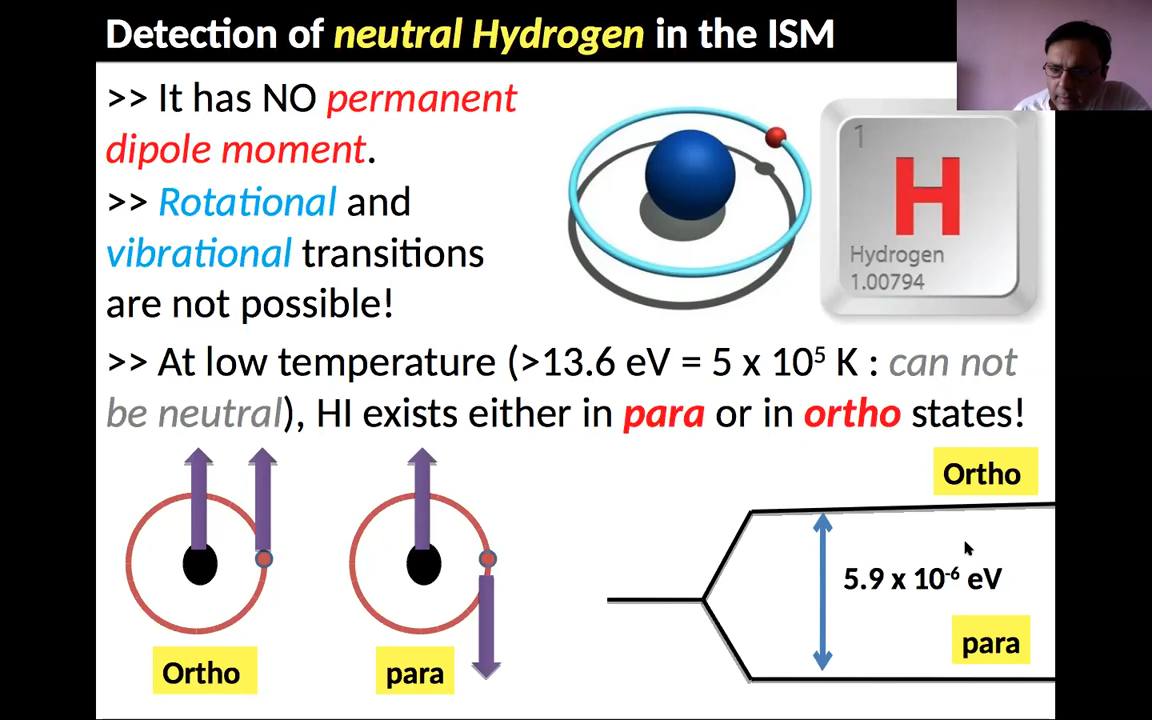 Detection of neutral Hydrogen in the ISM
>> It has NO permanent
dipole moment.
>> Rotational and
vibrational transitions
are not possible!
1
H
Hydrogen
1.00794
>> At low temperature (>13.6 eV = 5 x 10⁵ K : can not
be neutral), HI exists either in para or in ortho states!
Ortho
para
Ortho
5.9 x 10⁻⁶ eV
para